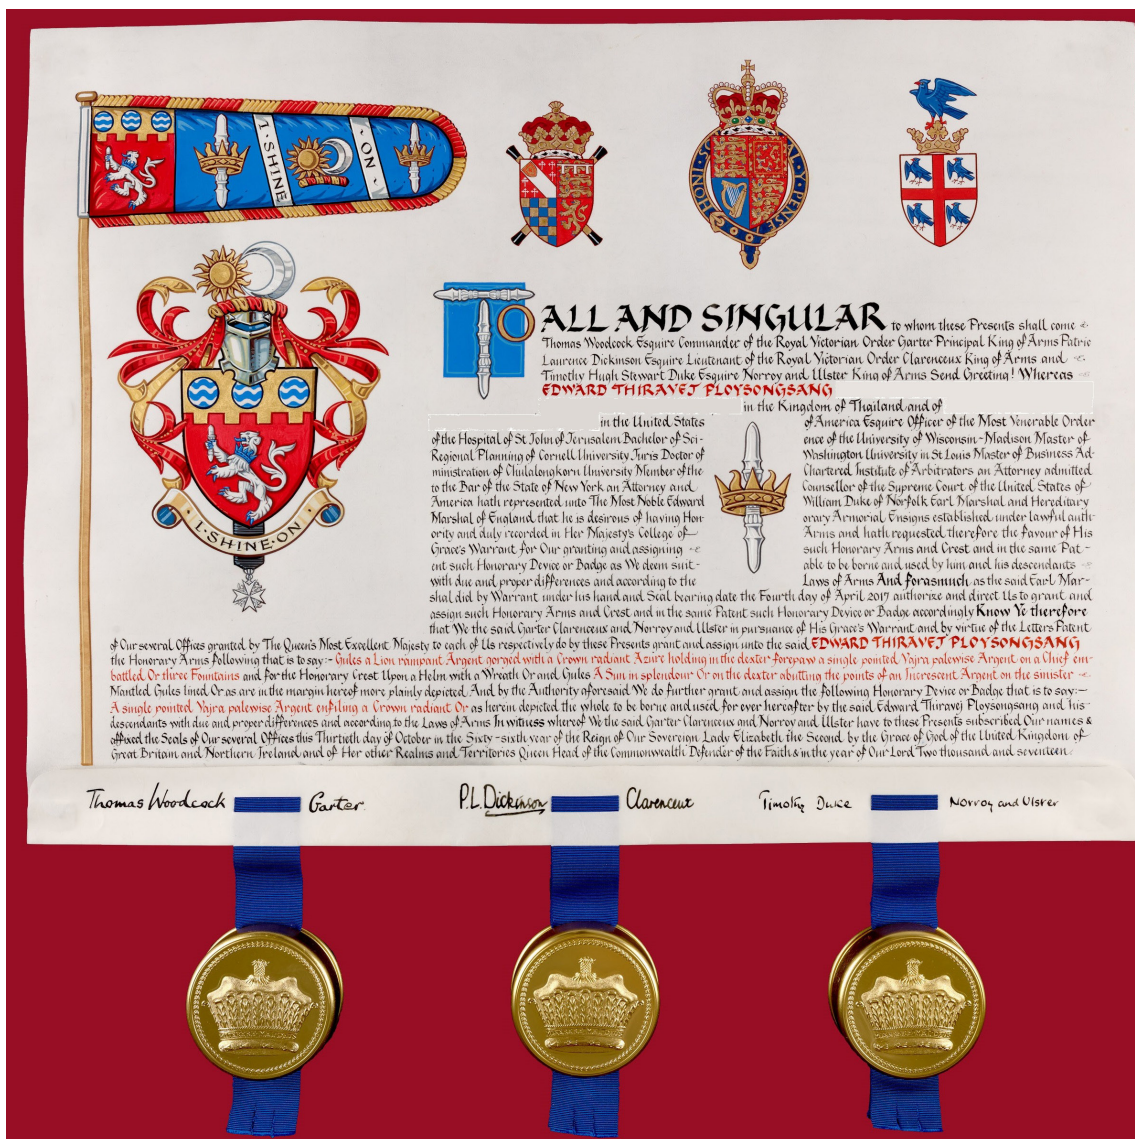 I·SHINE
·ON·
HONI·SO AL·Y·PENSE
TO ALL AND SINGULAR to whom these Presents shall come
Thomas Woodcock Esquire Commander of the Royal Victorian Order Garter Principal King of Arms Patric
Laurence Dickinson Esquire Lieutenant of the Royal Victorian Order Clarenceux King of Arms and
Timothy Hugh Stewart Duke Esquire Norroy and Ulster King of Arms Send Greeting! Whereas
EDWARD THIRAVEJ PLOYSONGSANG
in the Kingdom of Thailand and of
in the United States of America Esquire Officer of the Most Venerable Order
of the Hospital of St John of Jerusalem Bachelor of Sci- ence of the University of Wisconsin-Madison Master of
Regional Planning of Cornell University Juris Doctor of Washington University in St Louis Master of Business Ad-
ministration of Chulalongkorn University Member of the Chartered Institute of Arbitrators an Attorney admitted
to the Bar of the State of New York an Attorney and Counsellor of the Supreme Court of the United States of
America hath represented unto The Most Noble Edward William Duke of Norfolk Earl Marshal and Hereditary
Marshal of England that he is desirous of having Hon- orary Armorial Ensigns established under lawful auth-
ority and duly recorded in Her Majesty's College of Arms and hath requested therefore the favour of His
Grace's Warrant for Our granting and assigning such Honorary Arms and Crest and in the same Pat-
ent such Honorary Device or Badge as We deem suit- able to be borne and used by him and his descendants
with due and proper differences and according to the Laws of Arms And forasmuch as the said Earl Mar-
shal did by Warrant under his hand and Seal bearing date the Fourth day of April 2017 authorize and direct Us to grant and
assign such Honorary Arms and Crest and in the same Patent such Honorary Device or Badge accordingly Know Ye therefore
that We the said Garter Clarenceux and Norroy and Ulster in pursuance of His Grace's Warrant and by virtue of the Letters Patent
of Our several Offices granted by The Queen's Most Excellent Majesty to each of Us respectively do by these Presents grant and assign unto the said EDWARD THIRAVEJ PLOYSONGSANG
the Honorary Arms following that is to say:- Gules a Lion rampant Argent gorged with a Crown radiant Azure holding in the dexter forepaw a single pointed Vajra palewise Argent on a Chief em-
battled Or three Fountains and for the Honorary Crest Upon a Helm with a Wreath Or and Gules A Sun in splendour Or on the dexter abutting the points of an Increscent Argent on the sinister
Mantled Gules lined Or as are in the margin hereof more plainly depicted And by the Authority aforesaid We do further grant and assign the following Honorary Device or Badge that is to say:—
A single pointed Vajra palewise Argent enfiling a Crown radiant Or as herein depicted the whole to be borne and used for ever hereafter by the said Edward Thiravej Ploysongsang and his
descendants with due and proper differences and according to the Laws of Arms In witness whereof We the said Garter Clarenceux and Norroy and Ulster have to these Presents subscribed Our names &
affixed the Seals of Our several Offices this Thirtieth day of October in the Sixty-sixth year of the Reign of Our Sovereign Lady Elizabeth the Second by the Grace of God of the United Kingdom of
Great Britain and Northern Ireland and of Her other Realms and Territories Queen Head of the Commonwealth Defender of the Faith & in the year of Our Lord Two thousand and seventeen.
I·SHINE·ON
Thomas Woodcock Garter P.L. Dickinson Clarenceux Timothy Duke Norroy and Ulster